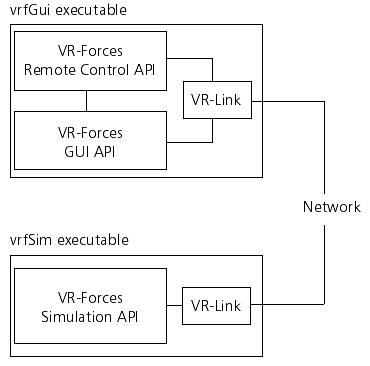 vrfGui executable
VR-Forces
Remote Control API
VR-Link
VR-Forces
GUI API
Network
vrfSim executable
VR-Forces
Simulation API
VR-Link